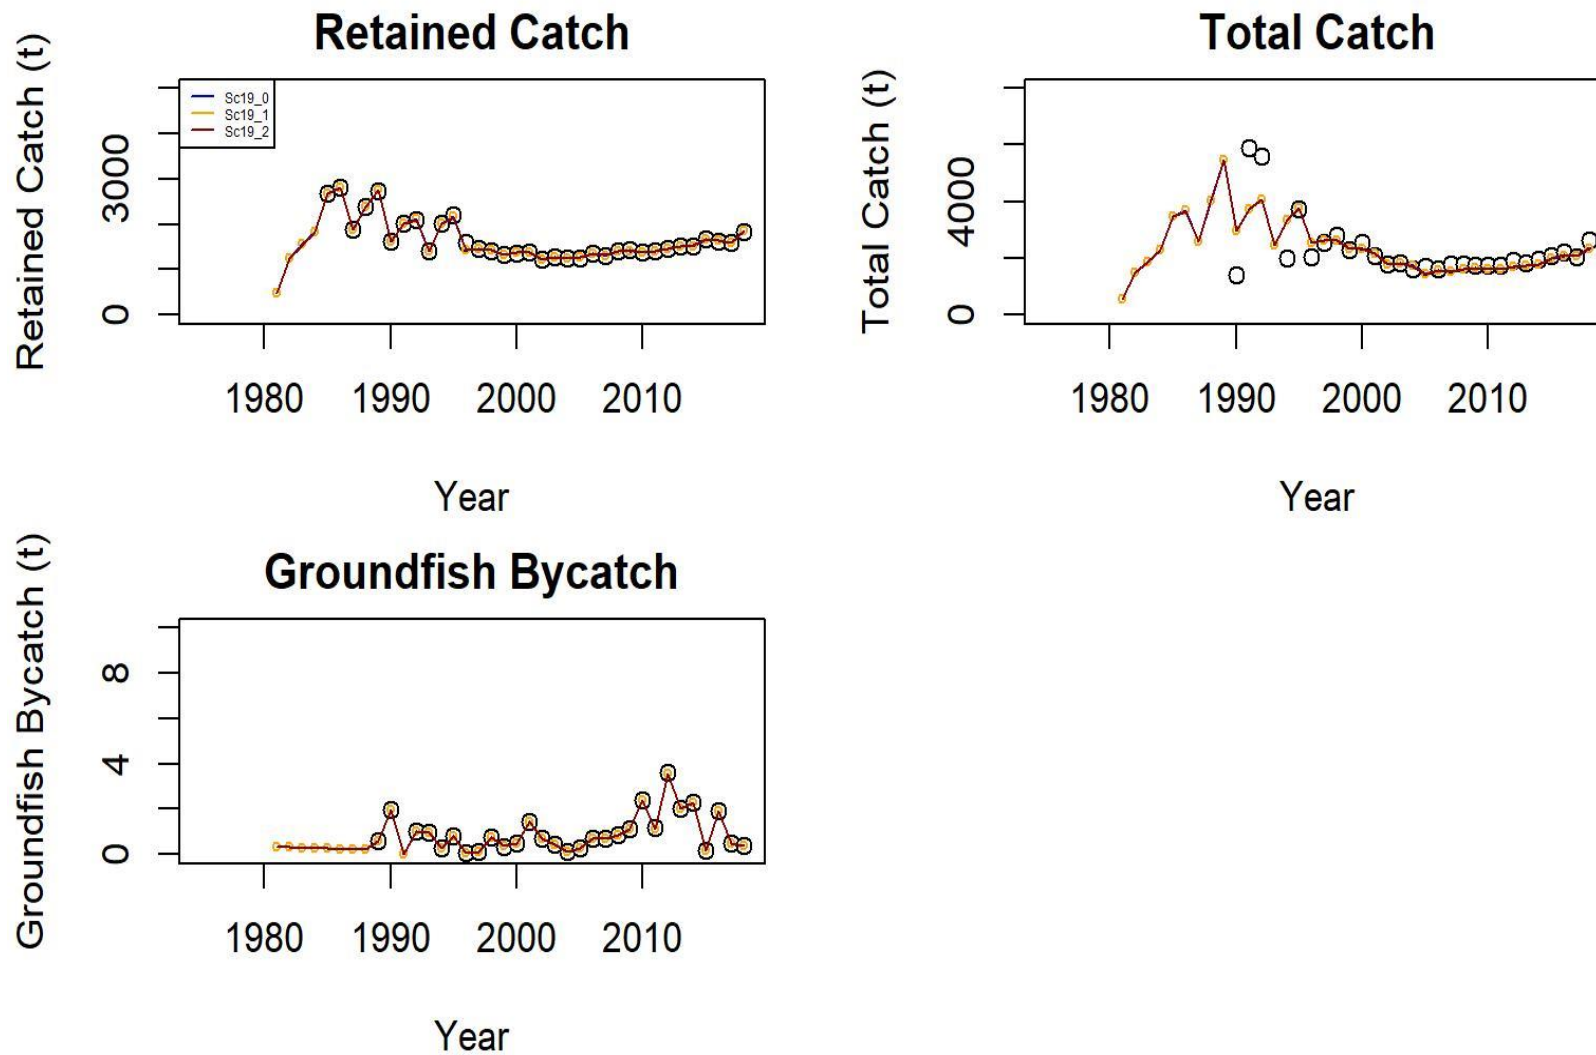 Retained Catch
Retained Catch (t)
3000
0
Sc19_0
Sc19_1
Sc19_2
1980 1990 2000 2010
Year
Total Catch
Total Catch (t)
4000
0
1980 1990 2000 2010
Year
Groundfish Bycatch
Groundfish Bycatch (t)
8
4
0
1980 1990 2000 2010
Year